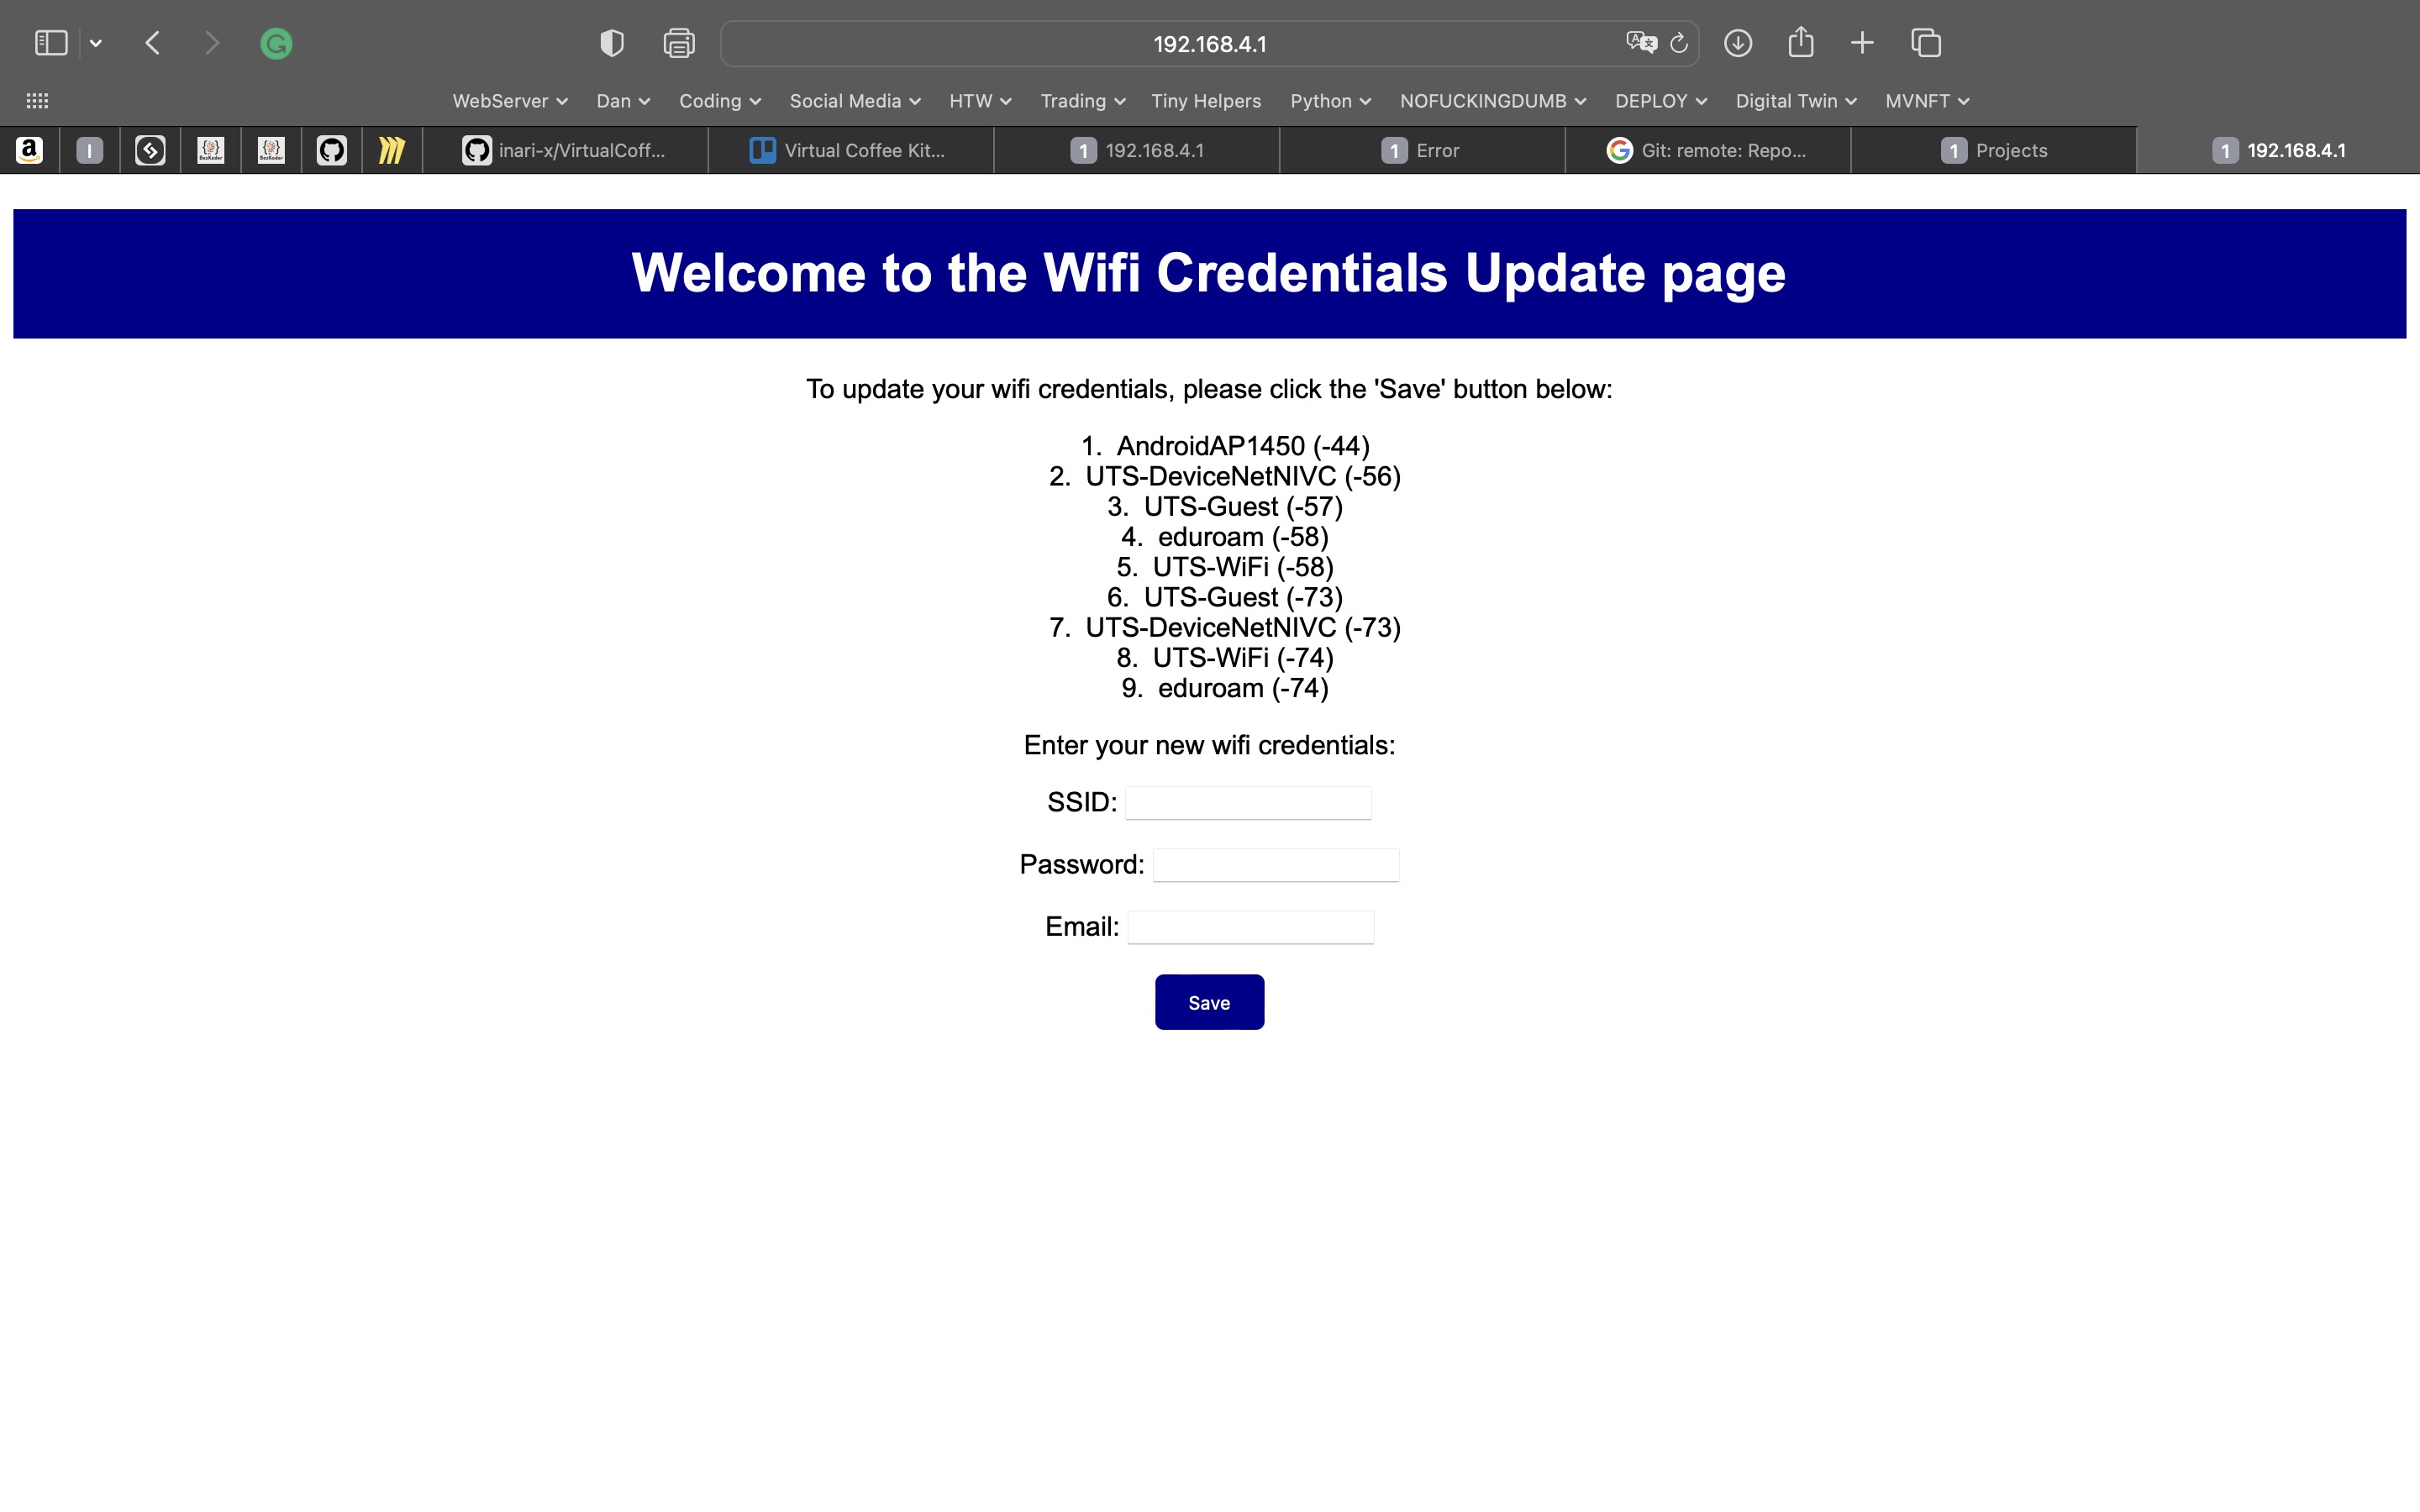 192.168.4.1
WebServer Dan Coding Social Media HTW Trading Tiny Helpers Python NOFUCKINGDUMB DEPLOY Digital Twin MVNFT
a I inari-x/VirtualCoff... Virtual Coffee Kit... 1 192.168.4.1 1 Error G Git: remote: Repo... 1 Projects 1 192.168.4.1
Welcome to the Wifi Credentials Update page
To update your wifi credentials, please click the 'Save' button below:
1. AndroidAP1450 (-44)
2. UTS-DeviceNetNIVC (-56)
3. UTS-Guest (-57)
4. eduroam (-58)
5. UTS-WiFi (-58)
6. UTS-Guest (-73)
7. UTS-DeviceNetNIVC (-73)
8. UTS-WiFi (-74)
9. eduroam (-74)
Enter your new wifi credentials:
SSID:
Password:
Email:
Save